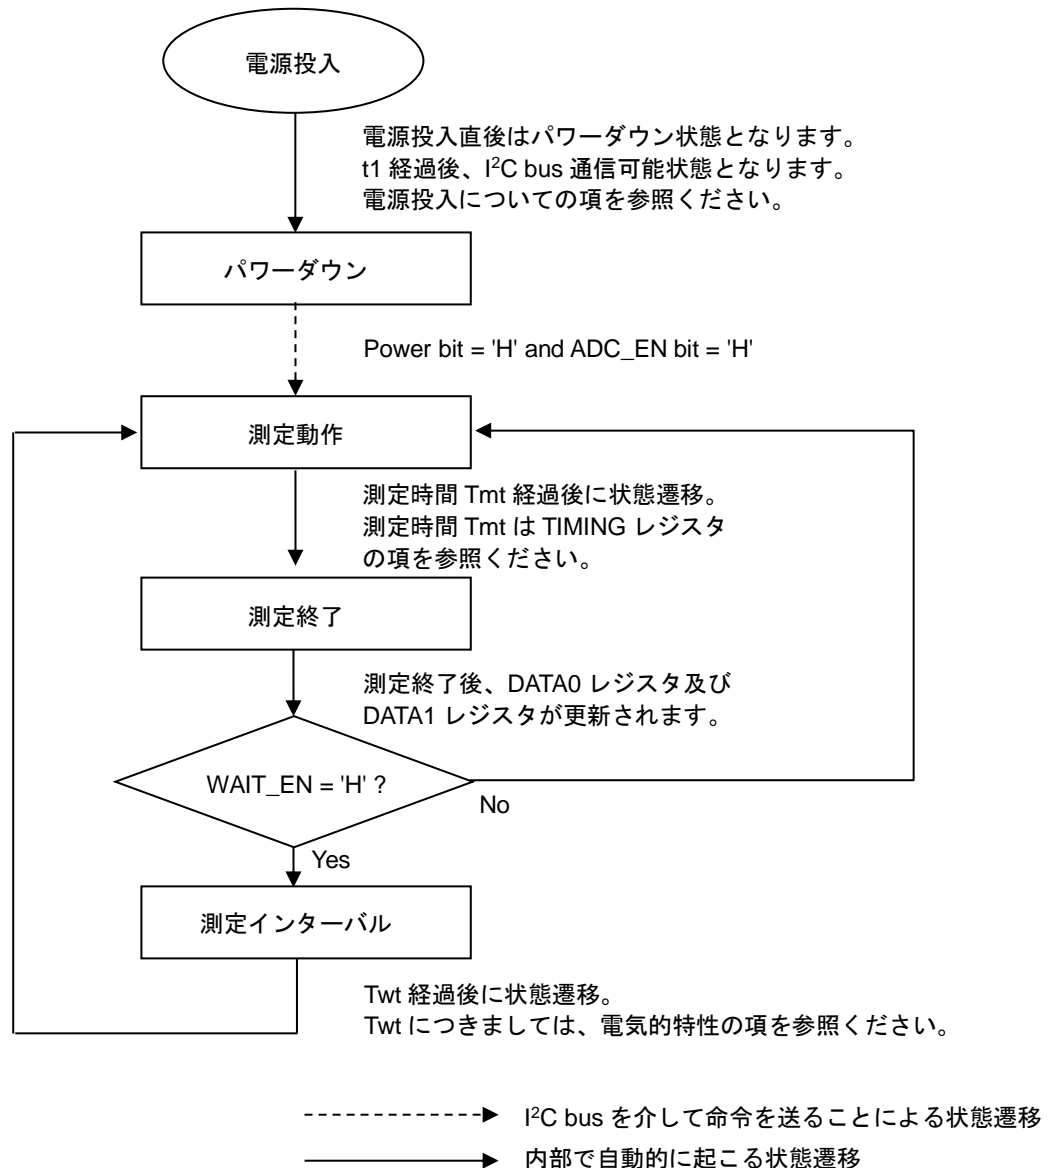 電源投入
電源投入直後はパワーダウン状態となります。
t1 経過後、I²C bus 通信可能状態となります。
電源投入についての項を参照ください。
パワーダウン
Power bit = 'H' and ADC_EN bit = 'H'
測定動作
測定時間 Tmt 経過後に状態遷移。
測定時間 Tmt は TIMING レジスタ
の項を参照ください。
測定終了
測定終了後、DATA0 レジスタ及び
DATA1 レジスタが更新されます。
WAIT_EN = 'H' ?
No
Yes
測定インターバル
Twt 経過後に状態遷移。
Twt につきましては、電気的特性の項を参照ください。
I²C bus を介して命令を送ることによる状態遷移
内部で自動的に起こる状態遷移